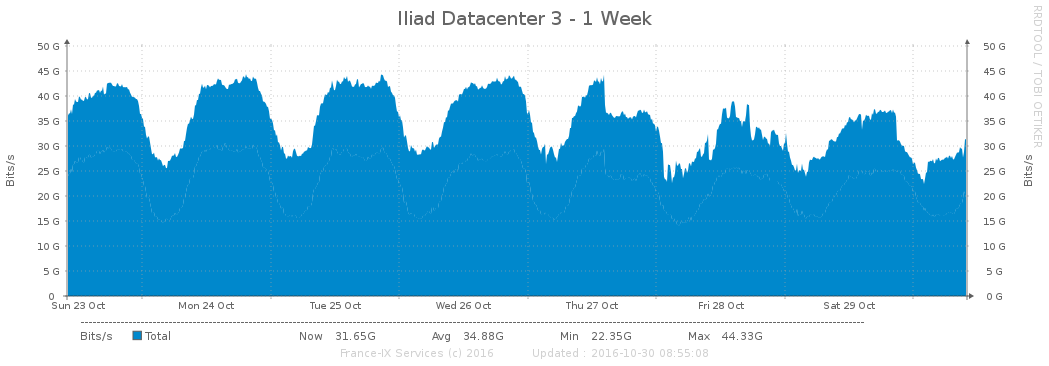 Iliad Datacenter 3 - 1 Week
RRDTOOL / TOBI OETIKER
50 G 50 G
45 G 45 G
40 G 40 G
35 G 35 G
30 G 30 G
25 G 25 G
20 G 20 G
15 G 15 G
10 G 10 G
5 G 5 G
0 0 G
Bits/s Bits/s
Sun 23 Oct Mon 24 Oct Tue 25 Oct Wed 26 Oct Thu 27 Oct Fri 28 Oct Sat 29 Oct
Bits/s Total Now 31.65G Avg 34.88G Min 22.35G Max 44.33G
France-IX Services (c) 2016 Updated : 2016-10-30 08:55:08